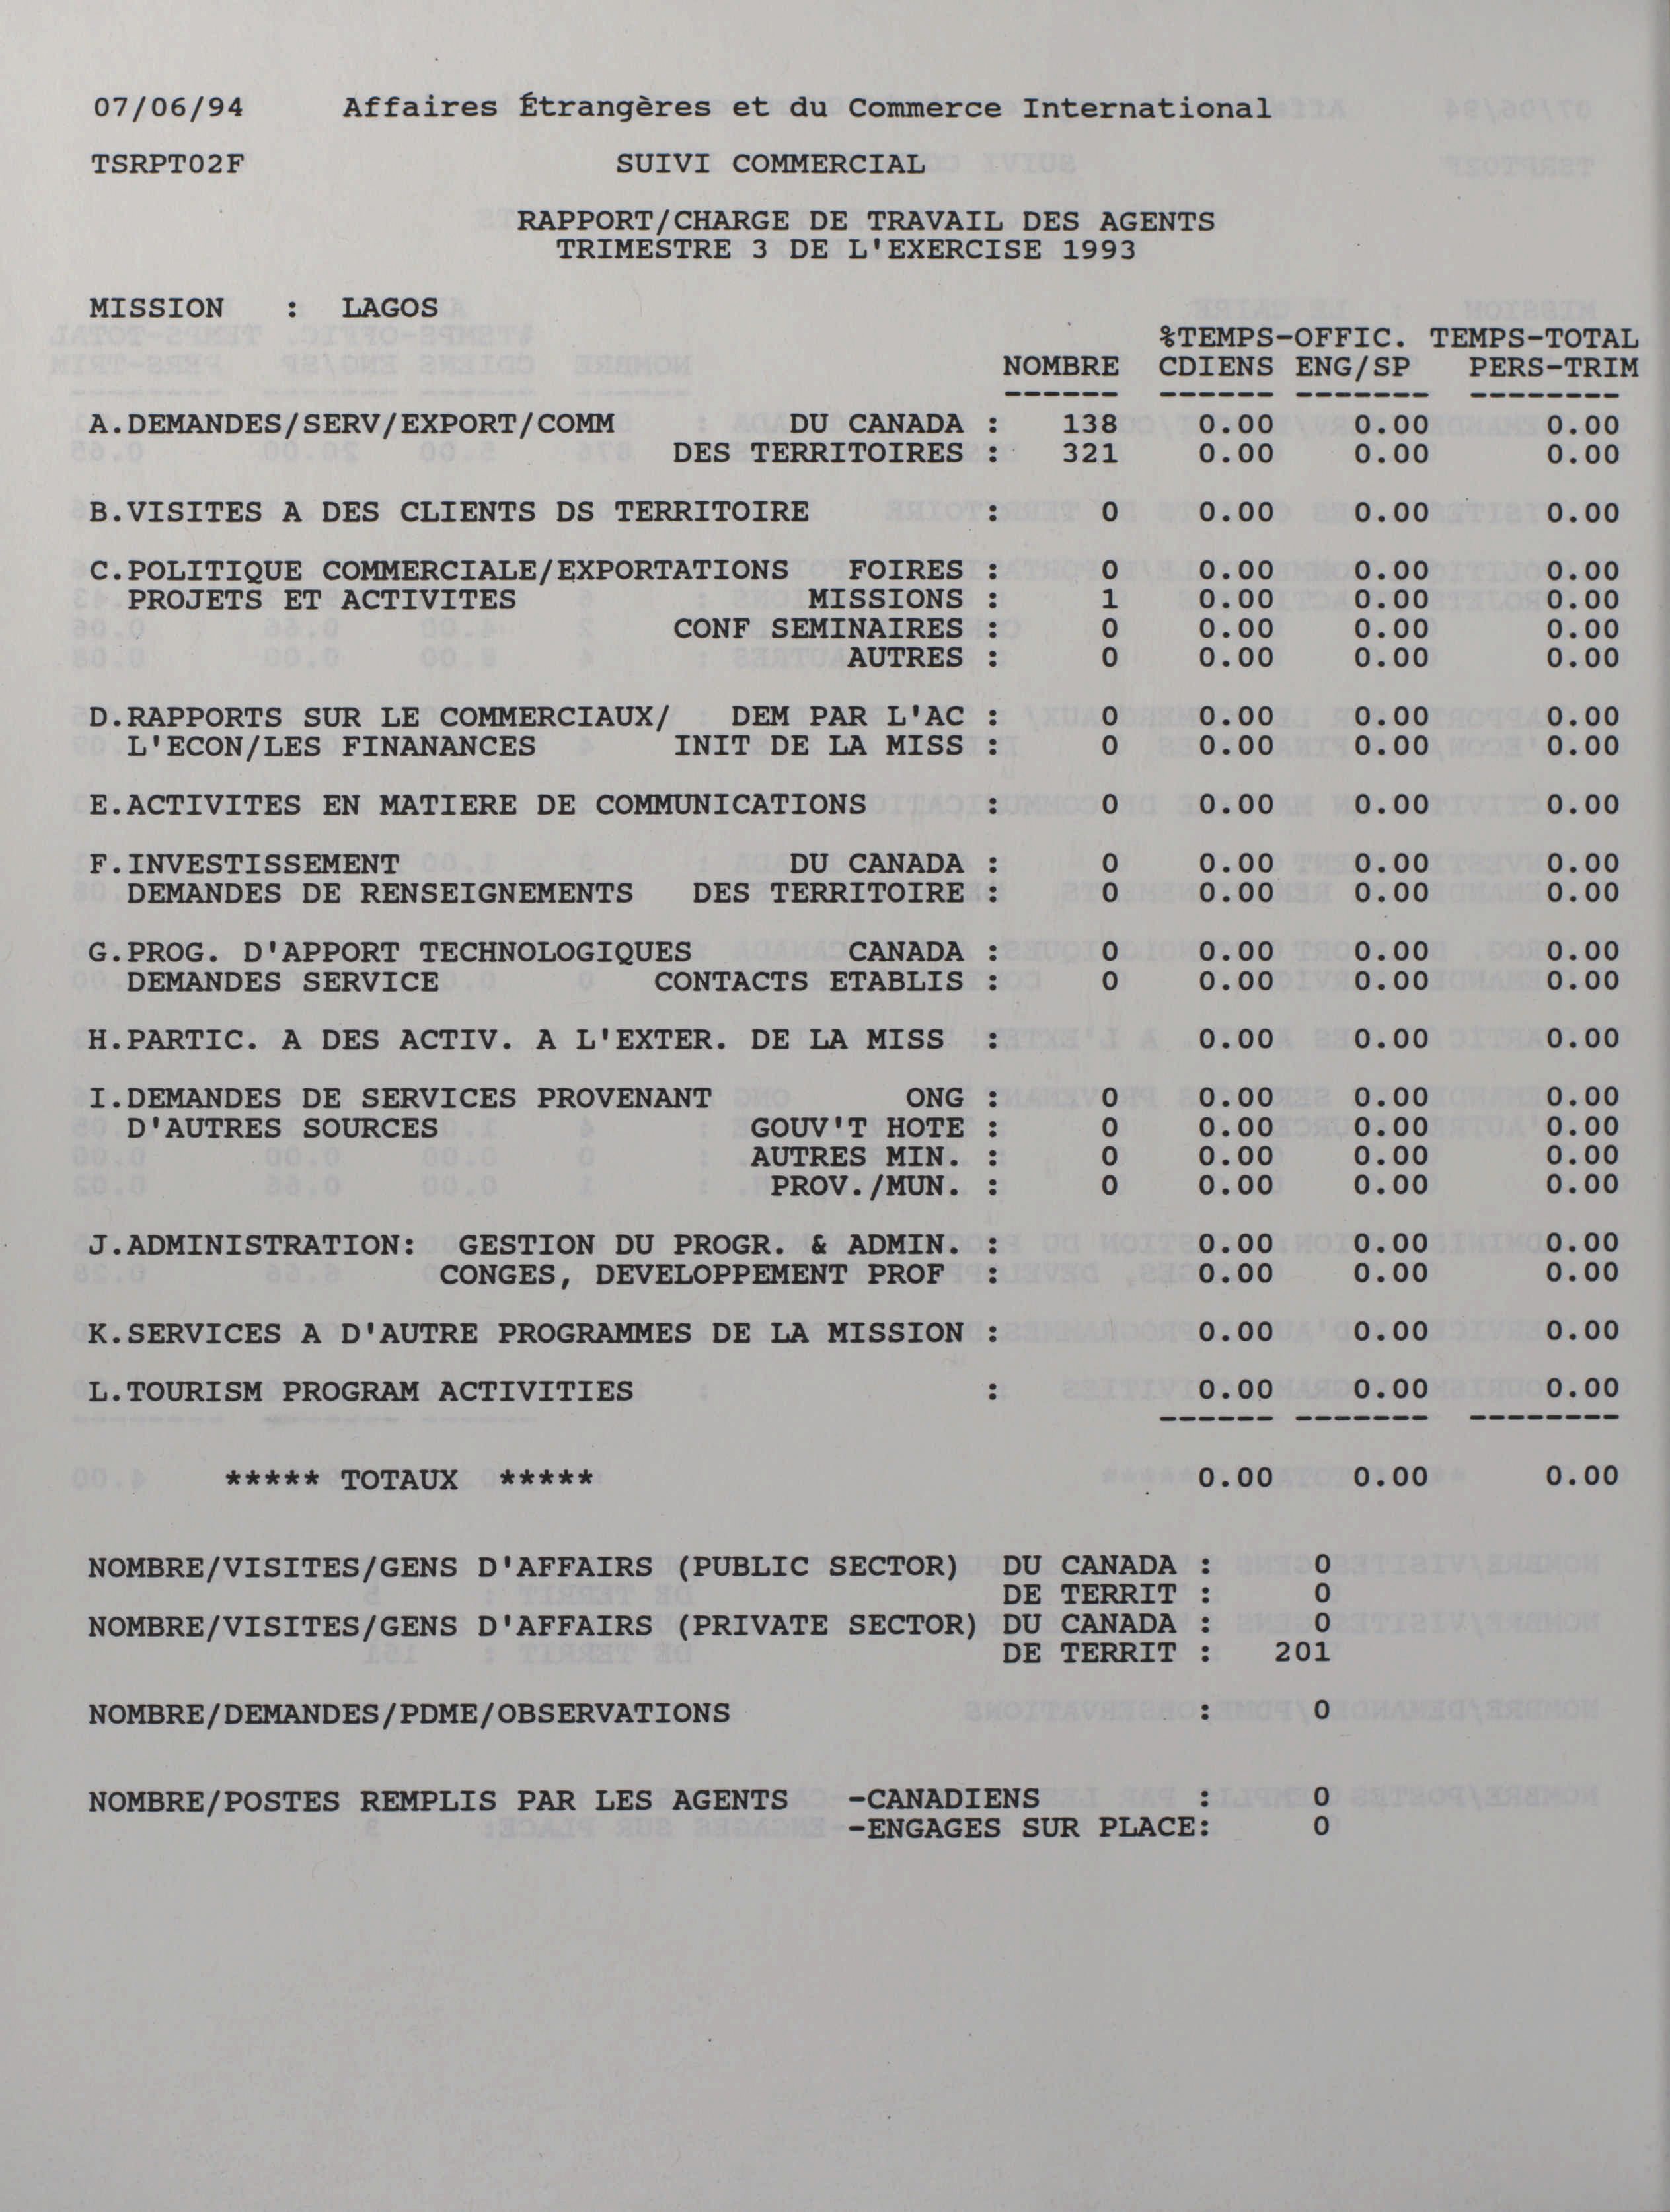 07/06/94 Affaires Étrangères et du Commerce International
TSRPT02F SUIVI COMMERCIAL
RAPPORT/CHARGE DE TRAVAIL DES AGENTS
TRIMESTRE 3 DE L'EXERCISE 1993
MISSION : LAGOS
%TEMPS-OFFIC. TEMPS-TOTAL
NOMBRE CDIENS ENG/SP PERS-TRIM
------ ------ ------- --------
A.DEMANDES/SERV/EXPORT/COMM DU CANADA : 138 0.00 0.00 0.00
DES TERRITOIRES : 321 0.00 0.00 0.00
B.VISITES A DES CLIENTS DS TERRITOIRE : 0 0.00 0.00 0.00
C.POLITIQUE COMMERCIALE/EXPORTATIONS FOIRES : 0 0.00 0.00 0.00
PROJETS ET ACTIVITES MISSIONS : 1 0.00 0.00 0.00
CONF SEMINAIRES : 0 0.00 0.00 0.00
AUTRES : 0 0.00 0.00 0.00
D.RAPPORTS SUR LE COMMERCIAUX/ DEM PAR L'AC : 0 0.00 0.00 0.00
L'ECON/LES FINANANCES INIT DE LA MISS : 0 0.00 0.00 0.00
E.ACTIVITES EN MATIERE DE COMMUNICATIONS : 0 0.00 0.00 0.00
F.INVESTISSEMENT DU CANADA : 0 0.00 0.00 0.00
DEMANDES DE RENSEIGNEMENTS DES TERRITOIRE : 0 0.00 0.00 0.00
G.PROG. D'APPORT TECHNOLOGIQUES CANADA : 0 0.00 0.00 0.00
DEMANDES SERVICE CONTACTS ETABLIS : 0 0.00 0.00 0.00
H.PARTIC. A DES ACTIV. A L'EXTER. DE LA MISS : 0.00 0.00 0.00
I.DEMANDES DE SERVICES PROVENANT ONG : 0 0.00 0.00 0.00
D'AUTRES SOURCES GOUV'T HOTE : 0 0.00 0.00 0.00
AUTRES MIN. : 0 0.00 0.00 0.00
PROV./MUN. : 0 0.00 0.00 0.00
J.ADMINISTRATION: GESTION DU PROGR. & ADMIN. : 0.00 0.00 0.00
CONGES, DEVELOPPEMENT PROF : 0.00 0.00 0.00
K.SERVICES A D'AUTRE PROGRAMMES DE LA MISSION : 0.00 0.00 0.00
L.TOURISM PROGRAM ACTIVITIES : 0.00 0.00 0.00
------ ------- --------
***** TOTAUX ***** 0.00 0.00 0.00
NOMBRE/VISITES/GENS D'AFFAIRS (PUBLIC SECTOR) DU CANADA : 0
DE TERRIT : 0
NOMBRE/VISITES/GENS D'AFFAIRS (PRIVATE SECTOR) DU CANADA : 0
DE TERRIT : 201
NOMBRE/DEMANDES/PDME/OBSERVATIONS : 0
NOMBRE/POSTES REMPLIS PAR LES AGENTS -CANADIENS : 0
-ENGAGES SUR PLACE: 0